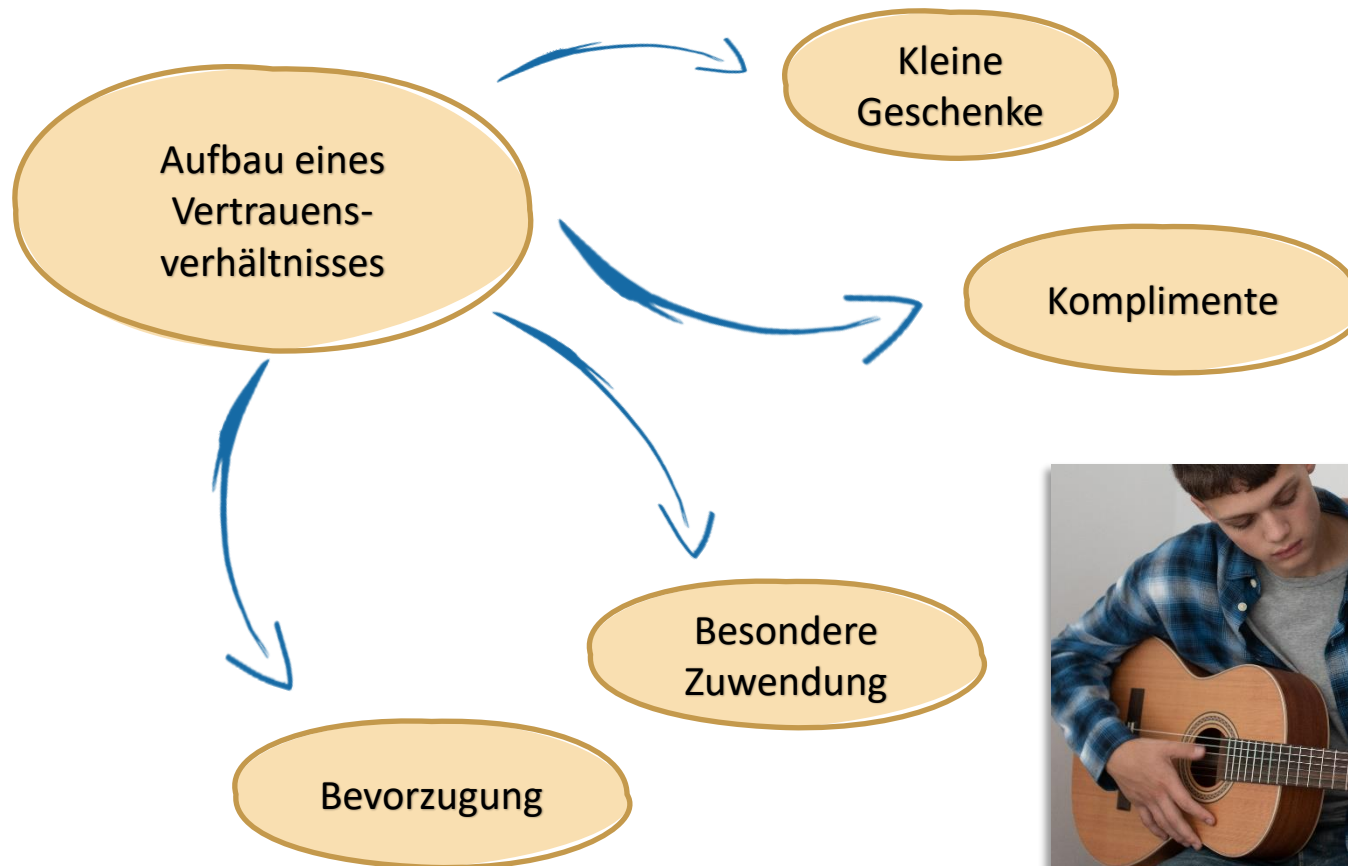 Kleine
Geschenke
Aufbau eines
Vertrauens-
verhältnisses
Komplimente
Besondere
Zuwendung
Bevorzugung